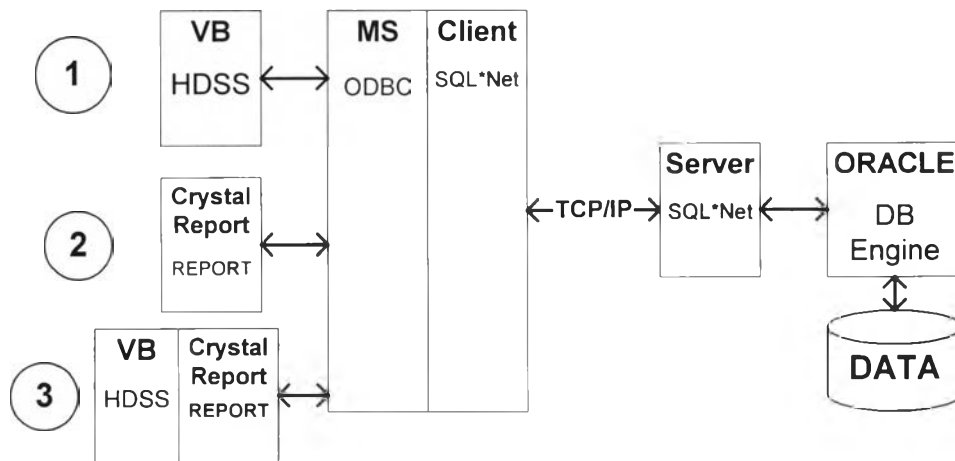 1
VB
HDSS
MS
ODBC
Client
SQL*Net
2
Crystal
Report
REPORT
TCP/IP
Server
SQL*Net
ORACLE
DB
Engine
DATA
3
VB
HDSS
Crystal
Report
REPORT